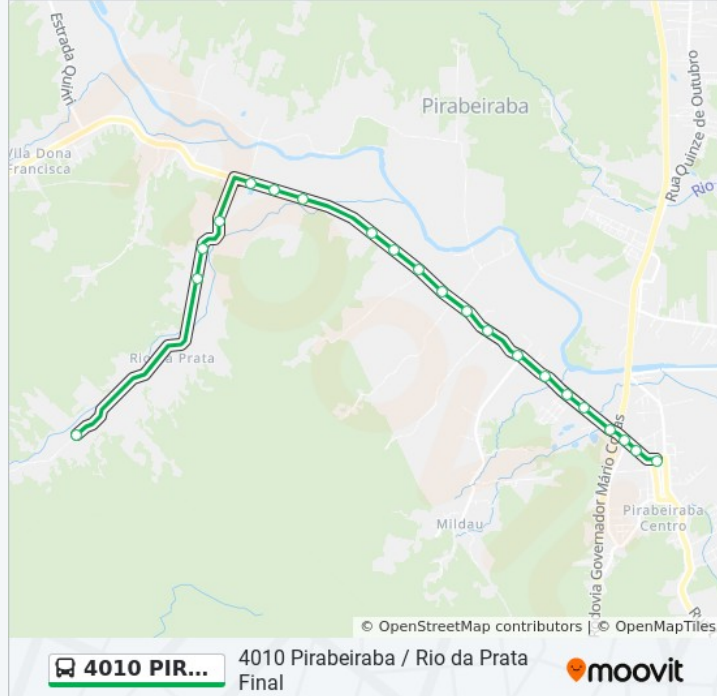 Estrada Quiriri
Pirabeiraba
Rua Quinze de Outubro
Vila Dona
Francisca
Rio
Rio da Prata
Rodovia Governador Mário Covas
Mildau
Pirabeiraba
Centro
R
© OpenStreetMap contributors | © OpenMapTiles
4010 PIR...
4010 Pirabeiraba / Rio da Prata
Final
moovit